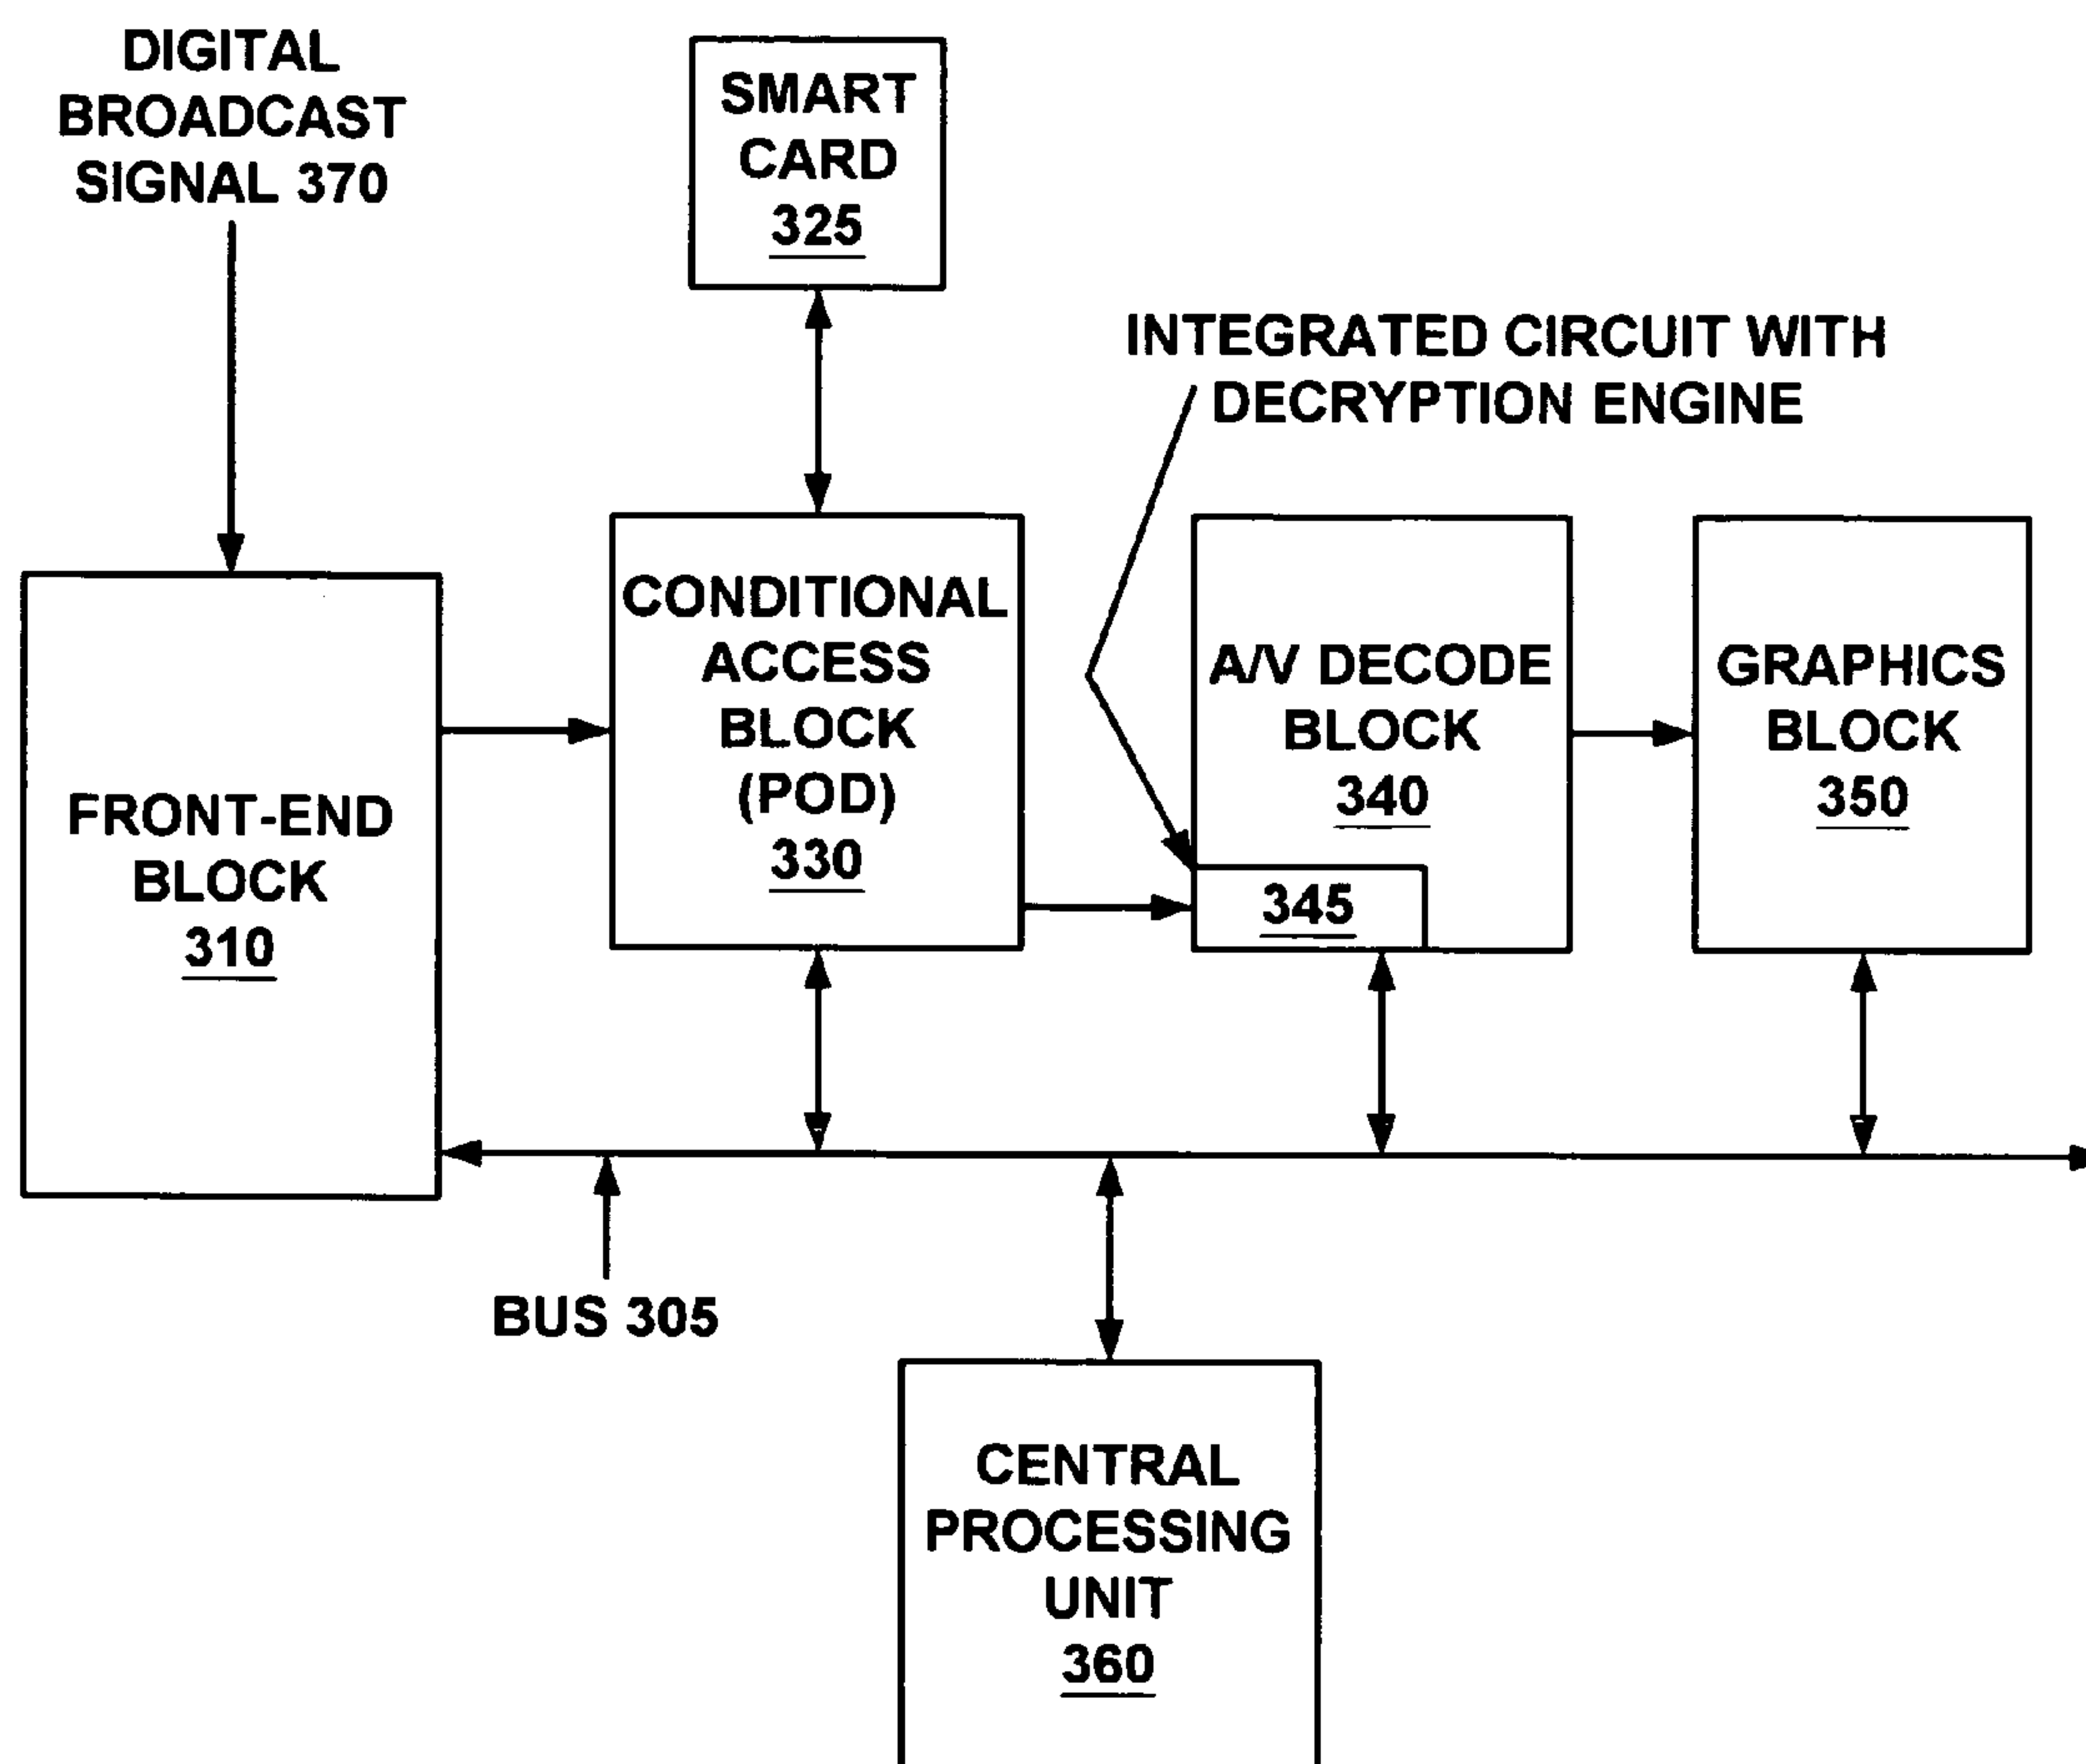 DIGITAL
BROADCAST
SIGNAL 370
SMART
CARD
325
INTEGRATED CIRCUIT WITH
DECRYPTION ENGINE
CONDITIONAL
ACCESS
BLOCK
(POD)
330
A/V DECODE
BLOCK
340
345
GRAPHICS
BLOCK
350
FRONT-END
BLOCK
310
BUS 305
CENTRAL
PROCESSING
UNIT
360